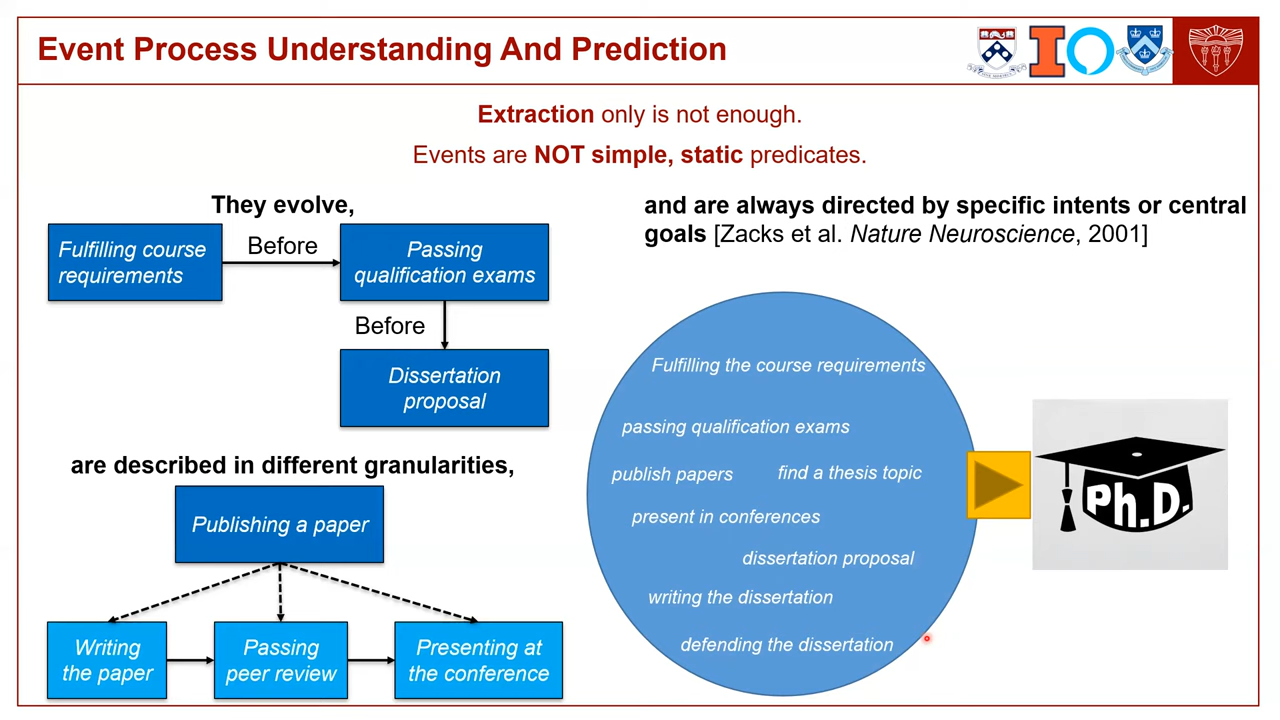 Event Process Understanding And Prediction
Extraction only is not enough.
Events are NOT simple, static predicates.
They evolve,
Fulfilling course
requirements
Before
Passing
qualification exams
Before
Dissertation
proposal
are described in different granularities,
Publishing a paper
Writing
the paper
Passing
peer review
Presenting at
the conference
and are always directed by specific intents or central
goals [Zacks et al. Nature Neuroscience, 2001]
Fulfilling the course requirements
passing qualification exams
publish papers
find a thesis topic
present in conferences
dissertation proposal
writing the dissertation
defending the dissertation
Ph.D.